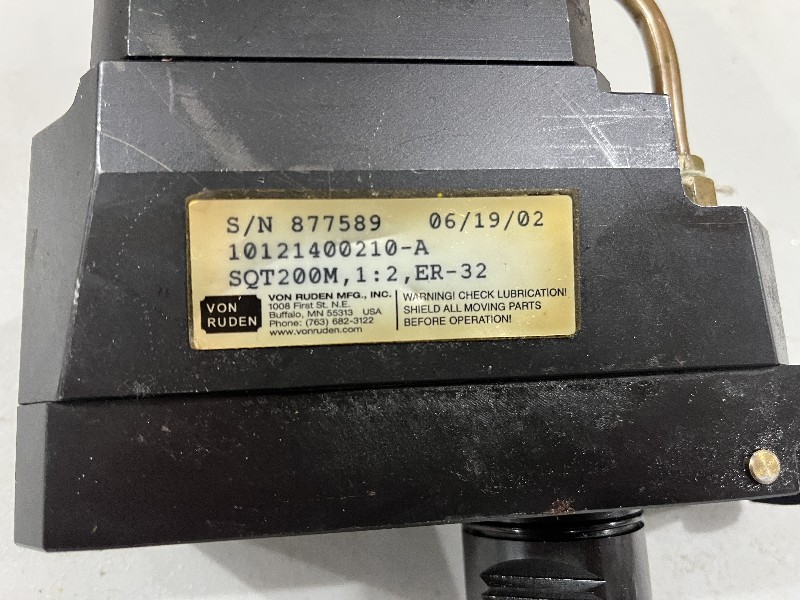 S/N 877589 06/19/02
10121400210-A
SQT200M,1:2,ER-32
VON RUDEN
VON RUDEN MFG., INC.
1008 First St. N.E.
Buffalo, MN 55313 USA
Phone: (763) 682-3122
www.vonruden.com
WARNING! CHECK LUBRICATION!
SHIELD ALL MOVING PARTS
BEFORE OPERATION!